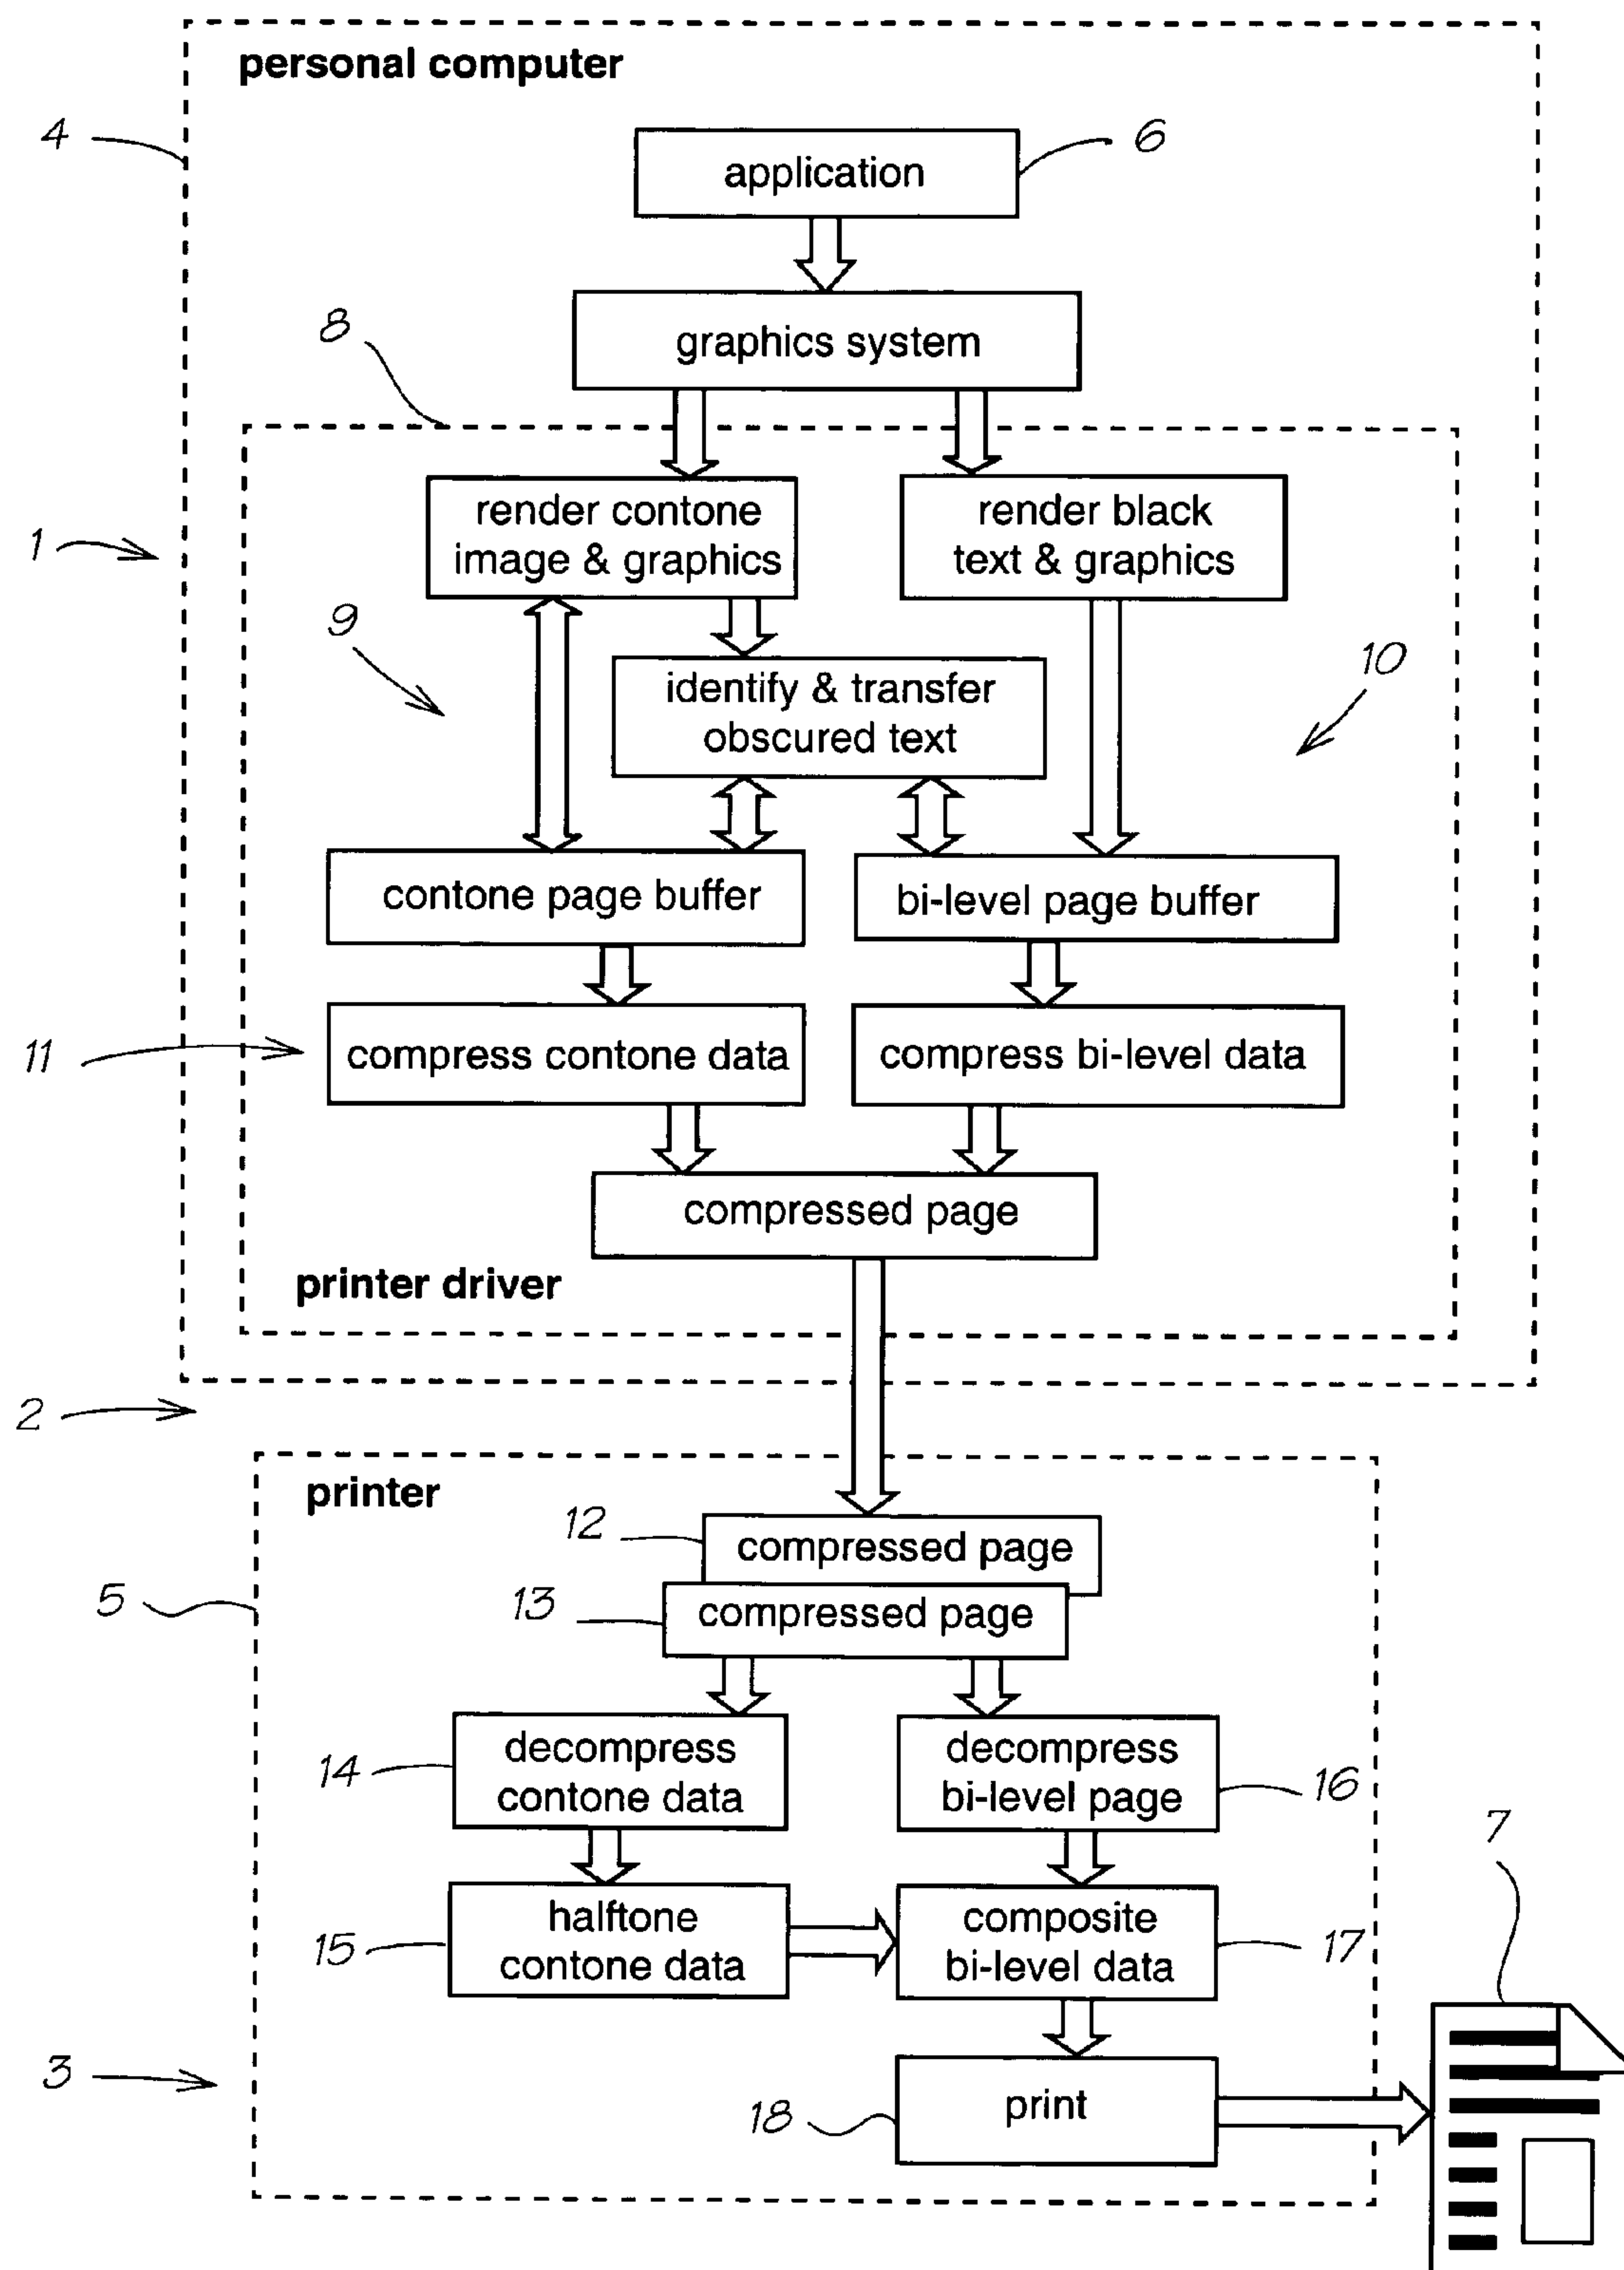 personal computer
4
6
application
8
graphics system
1
render contone
image & graphics
render black
text & graphics
9
10
identify & transfer
obscured text
contone page buffer
bi-level page buffer
11
compress contone data
compress bi-level data
compressed page
printer driver
2
printer
12
compressed page
5
13
compressed page
14
decompress
contone data
decompress
bi-level page
16
7
15
halftone
contone data
composite
bi-level data
17
3
18
print